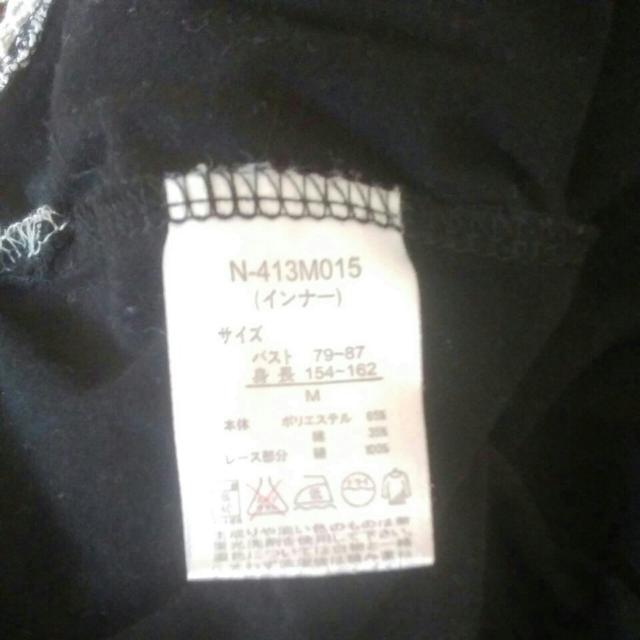 N-413M015
(インナー)
サイズ
バスト 79-87
身長 154-162
M
本体 ポリエステル 65%
綿 35%
レース部分 綿 100%